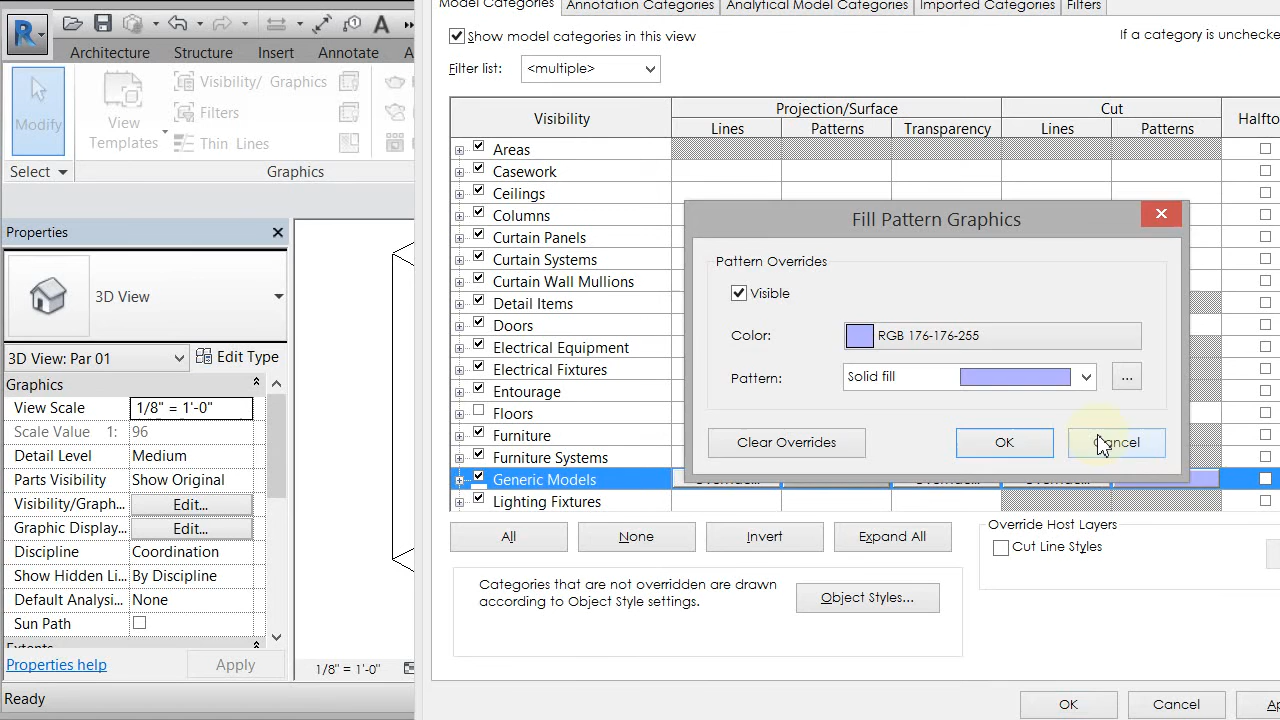 Model Categories Annotation Categories Analytical Model Categories Imported Categories Filters
Show model categories in this view
If a category is unchecke
Filter list: <multiple>
R
A
Architecture Structure Insert Annotate A
Modify
View
Templates
Visibility/ Graphics
Filters
Thin Lines
Select
Graphics
Visibility Projection/Surface Cut Halfto
Lines Patterns Transparency Lines Patterns
Areas
Casework
Ceilings
Columns
Curtain Panels
Curtain Systems
Curtain Wall Mullions
Detail Items
Doors
Electrical Equipment
Electrical Fixtures
Entourage
Floors
Furniture
Furniture Systems
Generic Models
Lighting Fixtures
Fill Pattern Graphics
Pattern Overrides
Visible
Color: RGB 176-176-255
Pattern: Solid fill ...
Clear Overrides OK Cancel
All None Invert Expand All
Override Host Layers
Cut Line Styles
Categories that are not overridden are drawn
according to Object Style settings.
Object Styles...
OK Cancel Ap
Properties
3D View
3D View: Par 01 Edit Type
Graphics
View Scale 1/8" = 1'-0"
Scale Value 1: 96
Detail Level Medium
Parts Visibility Show Original
Visibility/Graph... Edit...
Graphic Display... Edit...
Discipline Coordination
Show Hidden Li... By Discipline
Default Analysi... None
Sun Path
Extents
Properties help Apply
1/8" = 1'-0"
Ready